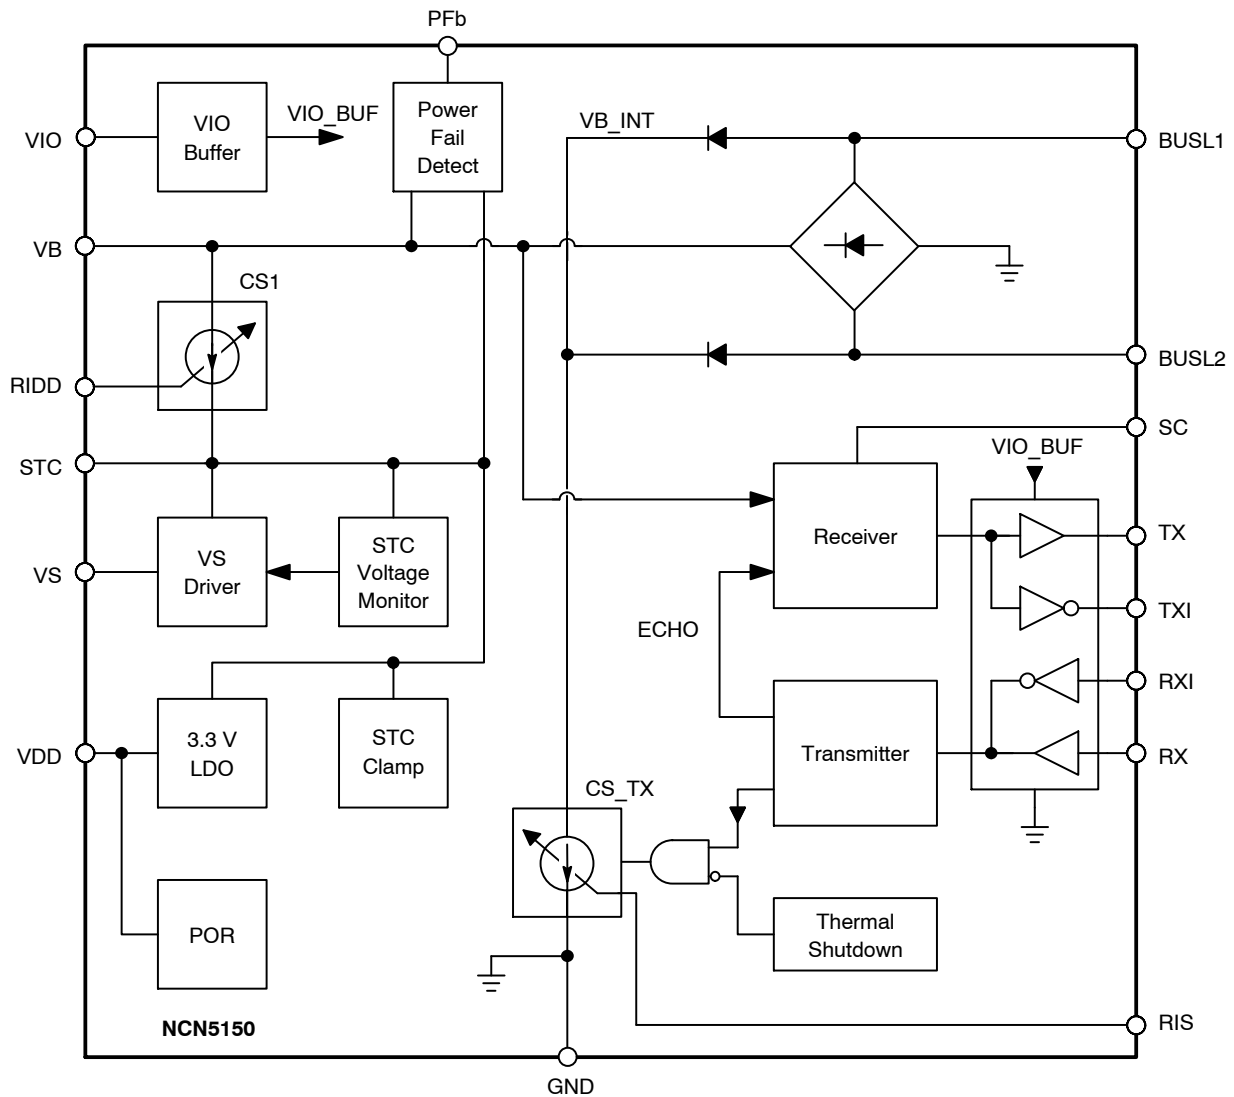 PFb
VIO
VIO
Buffer
VIO_BUF
Power
Fail
Detect
VB_INT
BUSL1
VB
CS1
RIDD
BUSL2
STC
SC
VIO_BUF
VS
VS
Driver
STC
Voltage
Monitor
Receiver
TX
TXI
ECHO
RXI
VDD
3.3 V
LDO
STC
Clamp
Transmitter
RX
CS_TX
POR
Thermal
Shutdown
NCN5150
RIS
GND